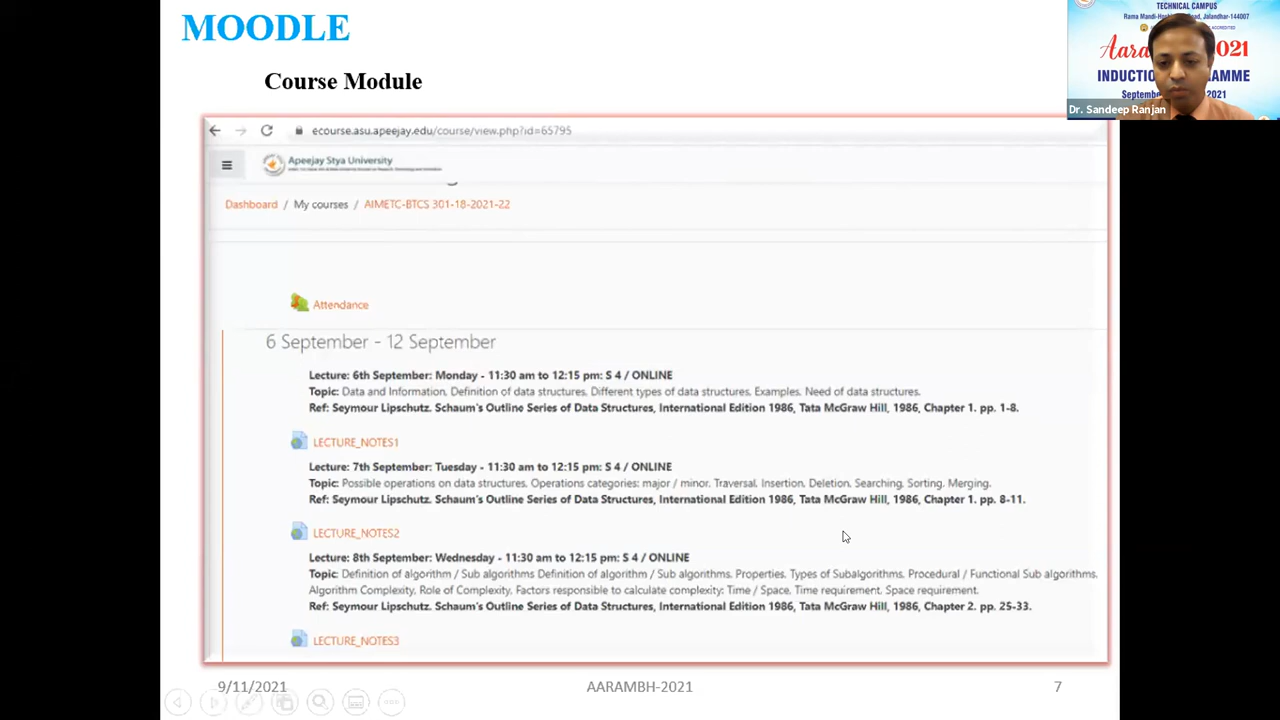 MOODLE
Course Module
TECHNICAL CAMPUS
Jalandhar-144007
2021
September
2021
Dr. Sandeep Ranjan
ecourse.asu.apeejay.edu/course/view.php?id=65795
Apeejay Stya University
Dashboard / My courses / AIMETC-BTCS 301-18-2021-22
Attendance
6 September - 12 September
Lecture: 6th September: Monday - 11:30 am to 12:15 pm: S 4 / ONLINE
Topic: Data and Information, Definition of data structures, Different types of data structures, Examples, Need of data structures.
Ref: Seymour Lipschutz. Schaum's Outline Series of Data Structures, International Edition 1986, Tata McGraw Hill, 1986, Chapter 1. pp. 1-8.
LECTURE_NOTES1
Lecture: 7th September: Tuesday - 11:30 am to 12:15 pm: S 4 / ONLINE
Topic: Possible operations on data structures. Operations categories: major / minor. Traversal, Insertion, Deletion, Searching, Sorting, Merging.
Ref: Seymour Lipschutz. Schaum's Outline Series of Data Structures, International Edition 1986, Tata McGraw Hill, 1986, Chapter 1. pp. 8-11.
LECTURE_NOTES2
Lecture: 8th September: Wednesday - 11:30 am to 12:15 pm: S 4 / ONLINE
Topic: Definition of algorithm / Sub algorithms Definition of algorithm / Sub algorithms. Properties. Types of Subalgorithms. Procedural / Functional Sub algorithms.
Algorithm Complexity, Role of Complexity, Factors responsible to calculate complexity: Time / Space. Time requirement. Space requirement.
Ref: Seymour Lipschutz. Schaum's Outline Series of Data Structures, International Edition 1986, Tata McGraw Hill, 1986, Chapter 2. pp. 25-33.
LECTURE_NOTES3
9/11/2021
AARAMBH-2021
7